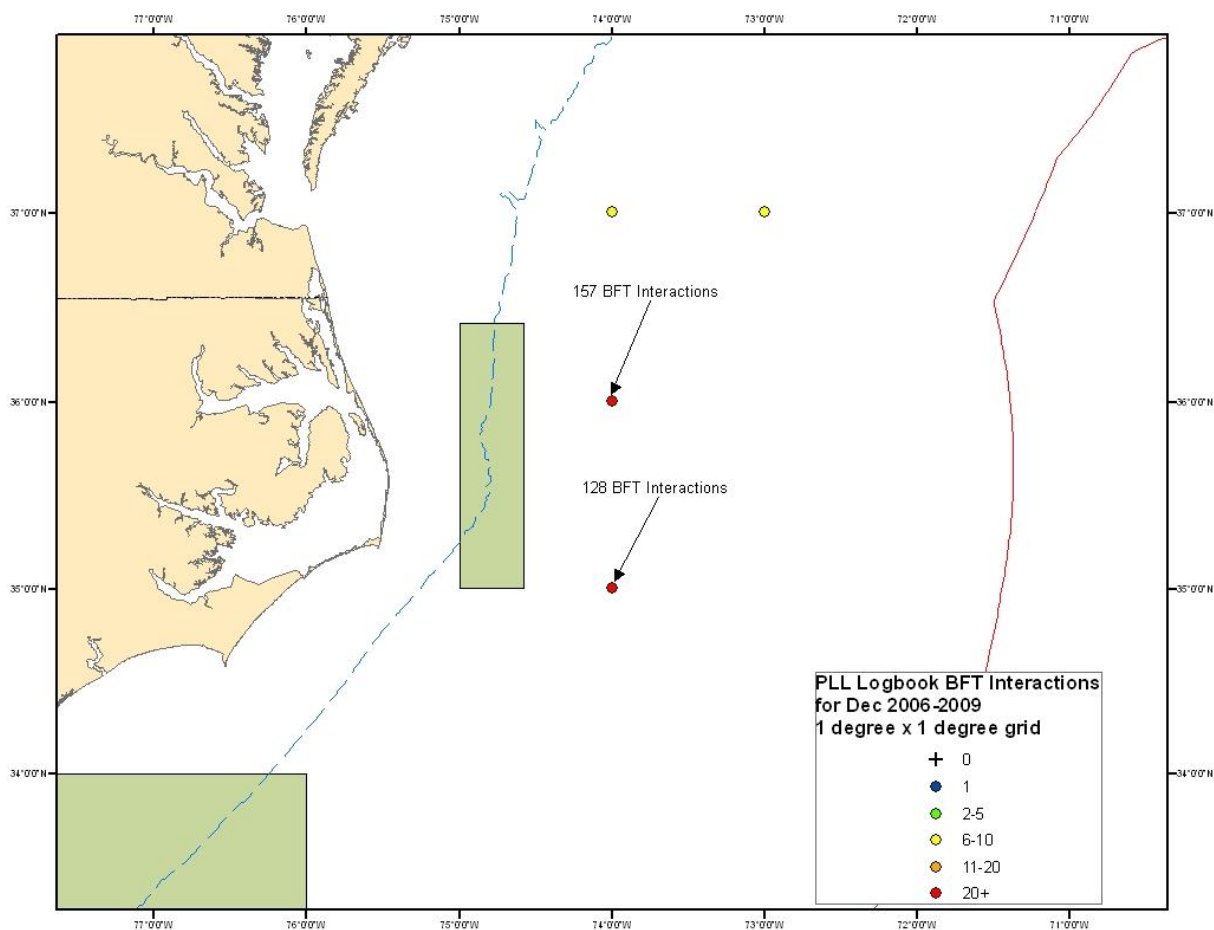 77°0'0"W 76°0'0"W 75°0'0"W 74°0'0"W 73°0'0"W 72°0'0"W 71°0'0"W
37°0'0"N 37°0'0"N
157 BFT Interactions
36°0'0"N 36°0'0"N
128 BFT Interactions
35°0'0"N 35°0'0"N
PLL Logbook BFT Interactions
for Dec 2006-2009
1 degree x 1 degree grid
0
34°0'0"N 34°0'0"N
1
2-5
6-10
11-20
20+
77°0'0"W 76°0'0"W 75°0'0"W 74°0'0"W 73°0'0"W 72°0'0"W 71°0'0"W